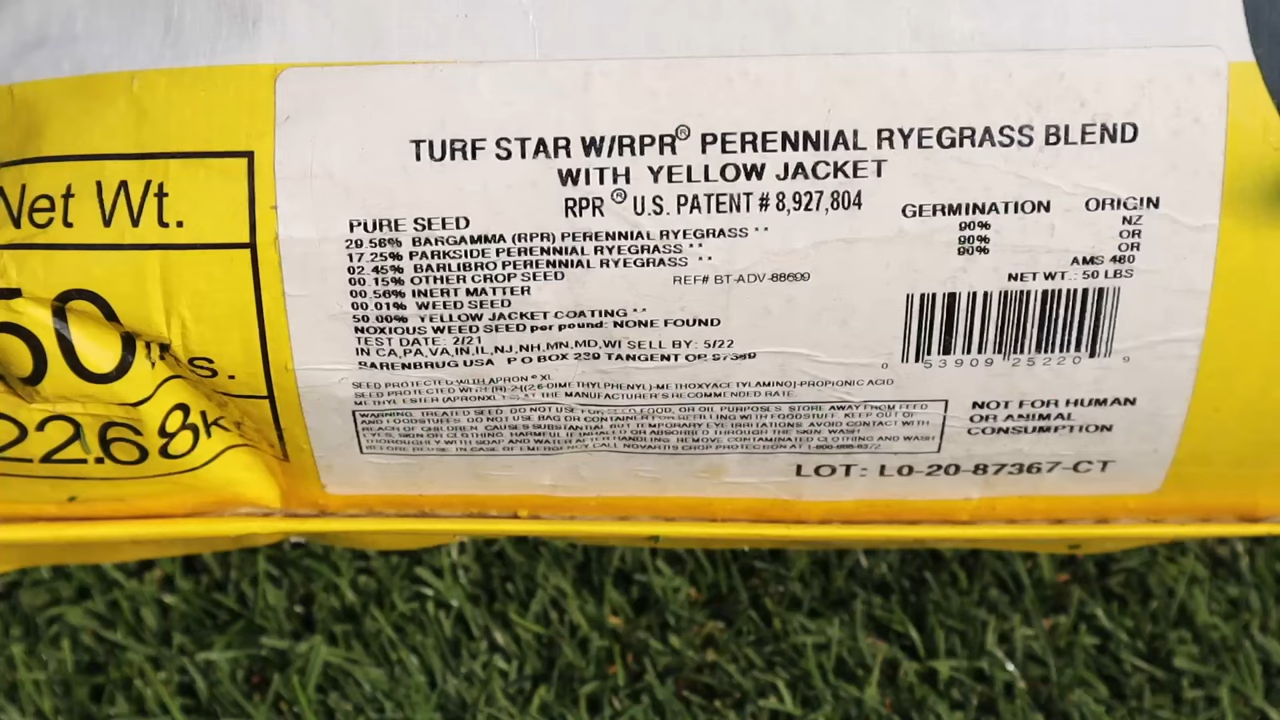 Net Wt.
50 Lbs.
22.68k
TURF STAR W/RPR® PERENNIAL RYEGRASS BLEND
WITH YELLOW JACKET
RPR® U.S. PATENT # 8,927,804
PURE SEED GERMINATION ORIGIN
29.56% BARGAMMA (RPR) PERENNIAL RYEGRASS ** 90% NZ
17.25% PARKSIDE PERENNIAL RYEGRASS ** 90% OR
02.45% BARLIBRO PERENNIAL RYEGRASS ** 90% OR
00.15% OTHER CROP SEED REF# BT-ADV-88699 AMS 480
00.56% INERT MATTER NET WT.: 50 LBS
00.01% WEED SEED
50.00% YELLOW JACKET COATING **
NOXIOUS WEED SEED per pound: NONE FOUND
TEST DATE: 2/21
IN CA,PA,VA,IN,IL,NJ,NH,MN,MD,WI SELL BY: 5/22
BARENBRUG USA P O BOX 239 TANGENT OR 97389
0 53909 25220 9
SEED PROTECTED WITH APRON® XL
SEED PROTECTED WITH (R)-2-[(2,6-DIMETHYLPHENYL)-METHOXYACETYLAMINO]-PROPIONIC ACID
METHYL ESTER (APRONXL) AT THE MANUFACTURER'S RECOMMENDED RATE.
WARNING. TREATED SEED DO NOT USE FOR FEED FOOD, OR OIL PURPOSES STORE AWAY FROM FEED
AND FOODSTUFFS. DO NOT USE BAG OR CONTAINER FOR REFILLING WITH FOODSTUFF. KEEP OUT OF
REACH OF CHILDREN. CAUSES SUBSTANTIAL BUT TEMPORARY EYE IRRITATIONS AVOID CONTACT WITH
EYES, SKIN OR CLOTHING. HARMFUL IF INHALED OR ABSORBED THROUGH THE SKIN WASH
THOROUGHLY WITH SOAP AND WATER AFTER HANDLING REMOVE CONTAMINATED CLOTHING AND WASH
BEFORE REUSE. IN CASE OF EMERGENCY CALL NOVARTIS CROP PROTECTION AT 1-800-888-8372
NOT FOR HUMAN
OR ANIMAL
CONSUMPTION
LOT: L0-20-87367-CT